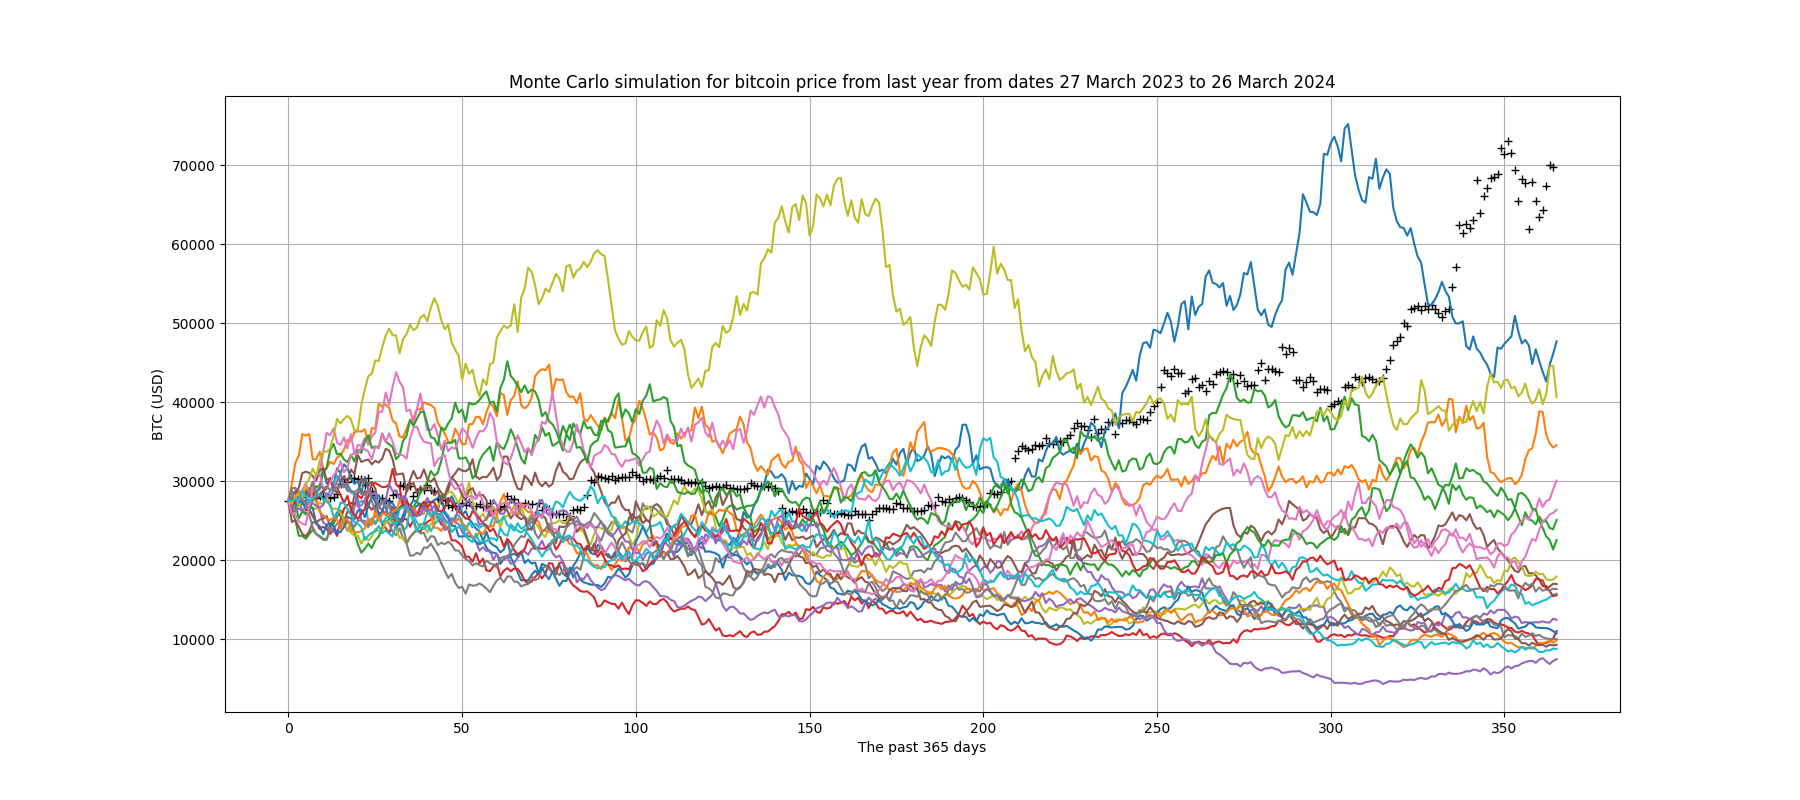 Monte Carlo simulation for bitcoin price from last year from dates 27 March 2023 to 26 March 2024
70000
60000
50000
40000
30000
20000
10000
BTC (USD)
0 50 100 150 200 250 300 350
The past 365 days